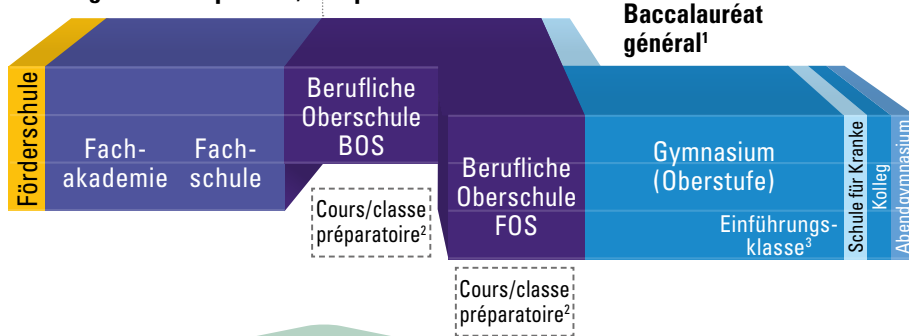 Baccalauréat
général¹
Förderschule
Fach-
akademie
Fach-
schule
Berufliche
Oberschule
BOS
Cours/classe
préparatoire²
Berufliche
Oberschule
FOS
Cours/classe
préparatoire²
Gymnasium
(Oberstufe)
Einführungs-
klasse³
Schule für Kranke
Kolleg
Abendgymnasium